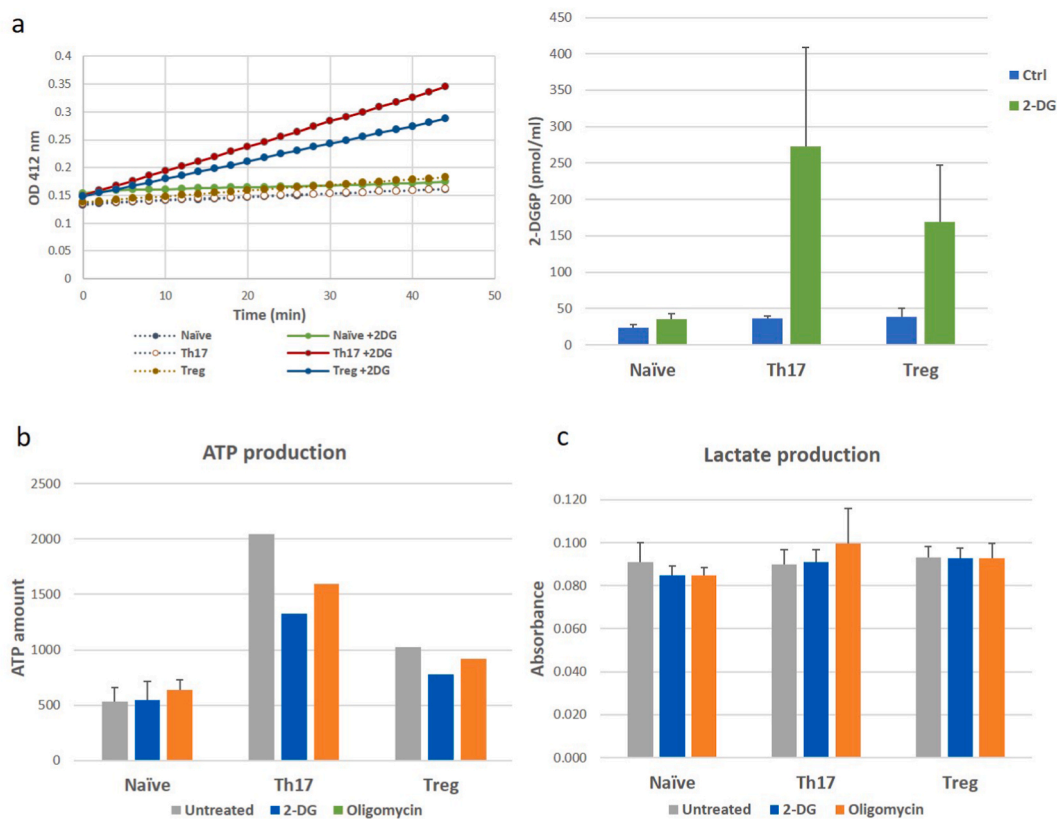 a
0.4
0.35
0.3
0.25
0.2
0.15
0.1
0.05
0
OD 412 nm
0 10 20 30 40 50
Time (min)
Naïve Naïve +2DG
Th17 Th17 +2DG
Treg Treg +2DG
450
400
350
300
250
200
150
100
50
0
2-DG6P (pmol/ml)
Naïve Th17 Treg
Ctrl
2-DG
b
ATP production
2500
2000
1500
1000
500
0
ATP amount
Naïve Th17 Treg
Untreated 2-DG Oligomycin
c
Lactate production
0.120
0.100
0.080
0.060
0.040
0.020
0.000
Absorbance
Naïve Th17 Treg
Untreated 2-DG Oligomycin